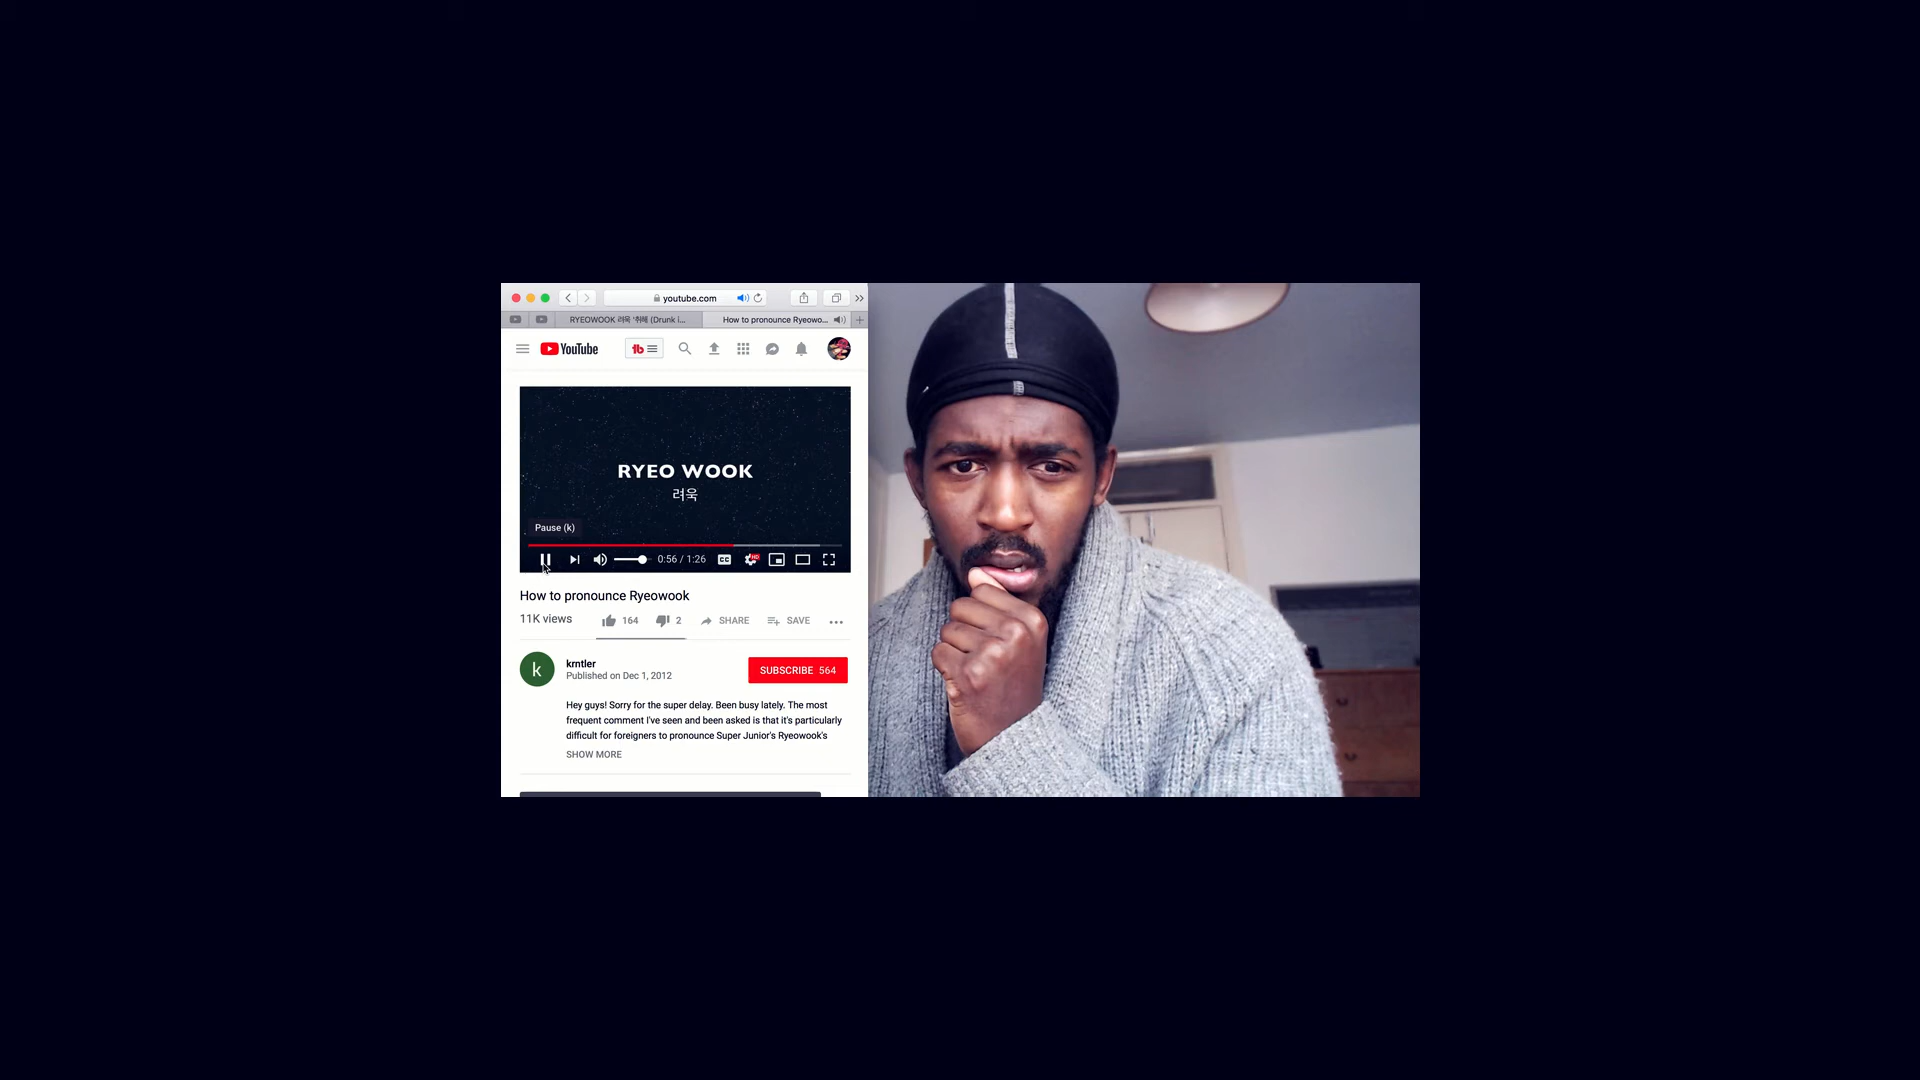 youtube.com
RYEOWOOK 려욱 '취해 (Drunk i...
How to pronounce Ryeowo...
YouTube
RYEO WOOK
려욱
Pause (k)
0:56 / 1:26
CC
HD
How to pronounce Ryeowook
11K views
164
2
SHARE
SAVE
k
krntler
Published on Dec 1, 2012
SUBSCRIBE 564
Hey guys! Sorry for the super delay. Been busy lately. The most
frequent comment I've seen and been asked is that it's particularly
difficult for foreigners to pronounce Super Junior's Ryeowook's
SHOW MORE